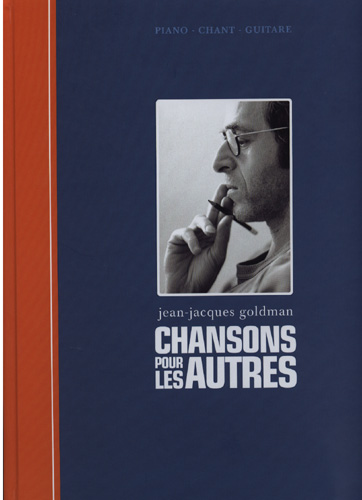 PIANO · CHANT · GUITARE
jean-jacques goldman
CHANSONS
POUR
LES AUTRES